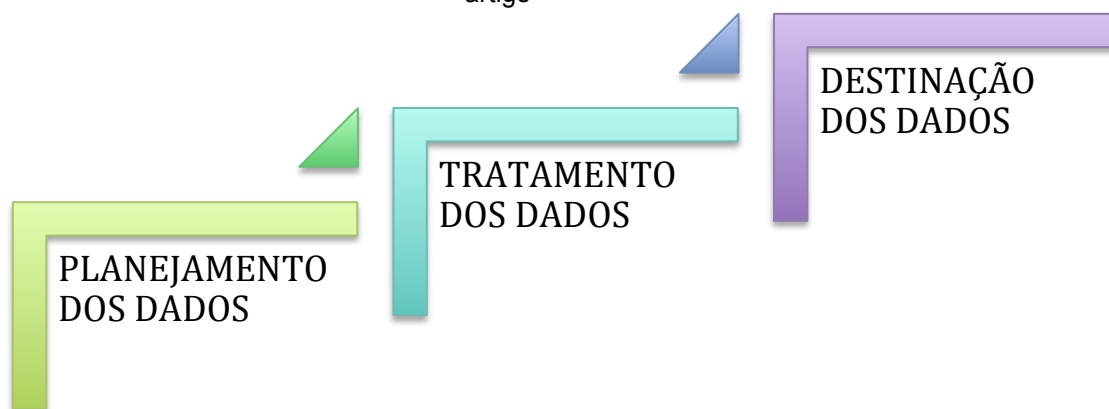 artigo
PLANEJAMENTO
DOS DADOS
TRATAMENTO
DOS DADOS
DESTINAÇÃO
DOS DADOS